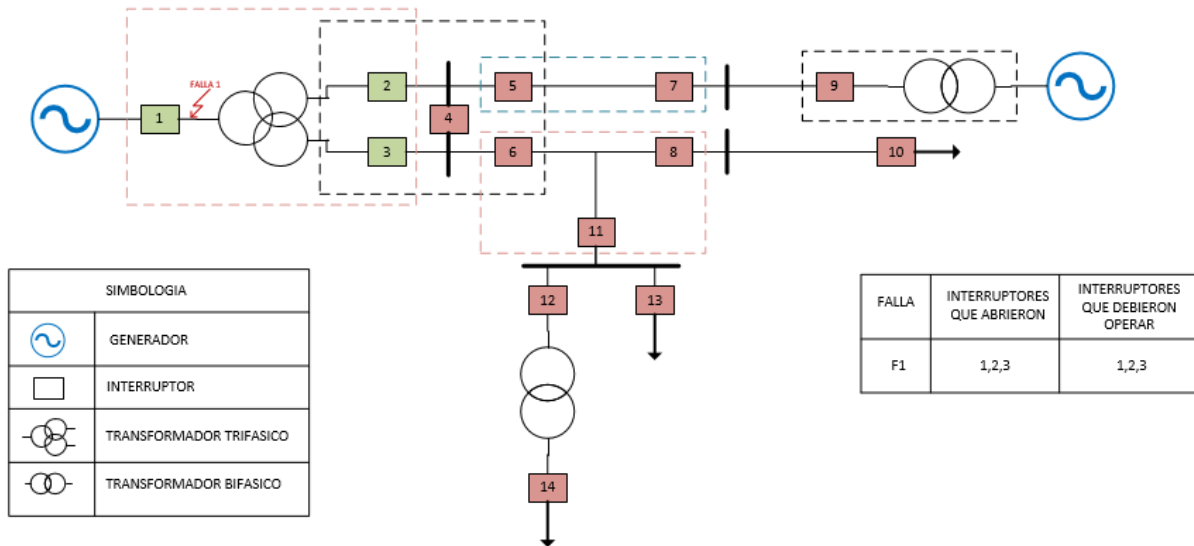 FALLA 1
1
2
3
4
5
6
7
8
9
10
11
12
13
14
SIMBOLOGIA
GENERADOR
INTERRUPTOR
TRANSFORMADOR TRIFASICO
TRANSFORMADOR BIFASICO
FALLA
INTERRUPTORES
QUE ABRIERON
INTERRUPTORES
QUE DEBIERON
OPERAR
F1
1,2,3
1,2,3